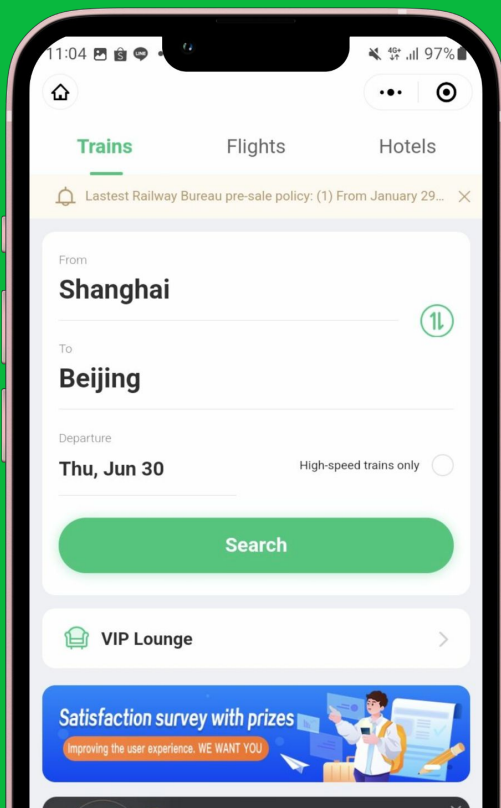 11:04
4G+
97%
Trains Flights Hotels
Lastest Railway Bureau pre-sale policy: (1) From January 29...
From
Shanghai
To
Beijing
Departure
Thu, Jun 30
High-speed trains only
Search
VIP Lounge
Satisfaction survey with prizes
Improving the user experience. WE WANT YOU